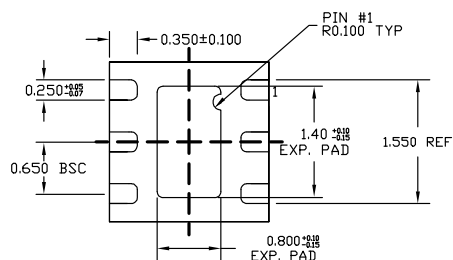 PIN #1
R0.100 TYP
0.350±0.100
0.250 +0.05 -0.07
1
1.40 +0.10 -0.15
EXP. PAD
1.550 REF
0.650 BSC
0.800 +0.10 -0.15
EXP. PAD